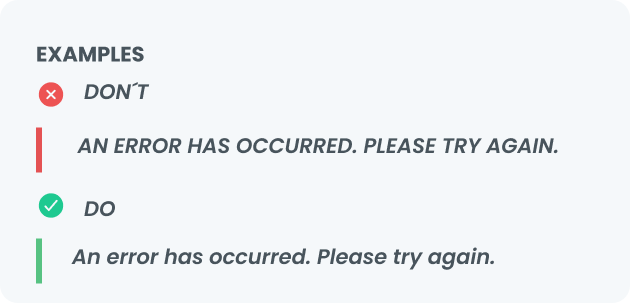 EXAMPLES
DON´T
AN ERROR HAS OCCURRED. PLEASE TRY AGAIN.
DO
An error has occurred. Please try again.